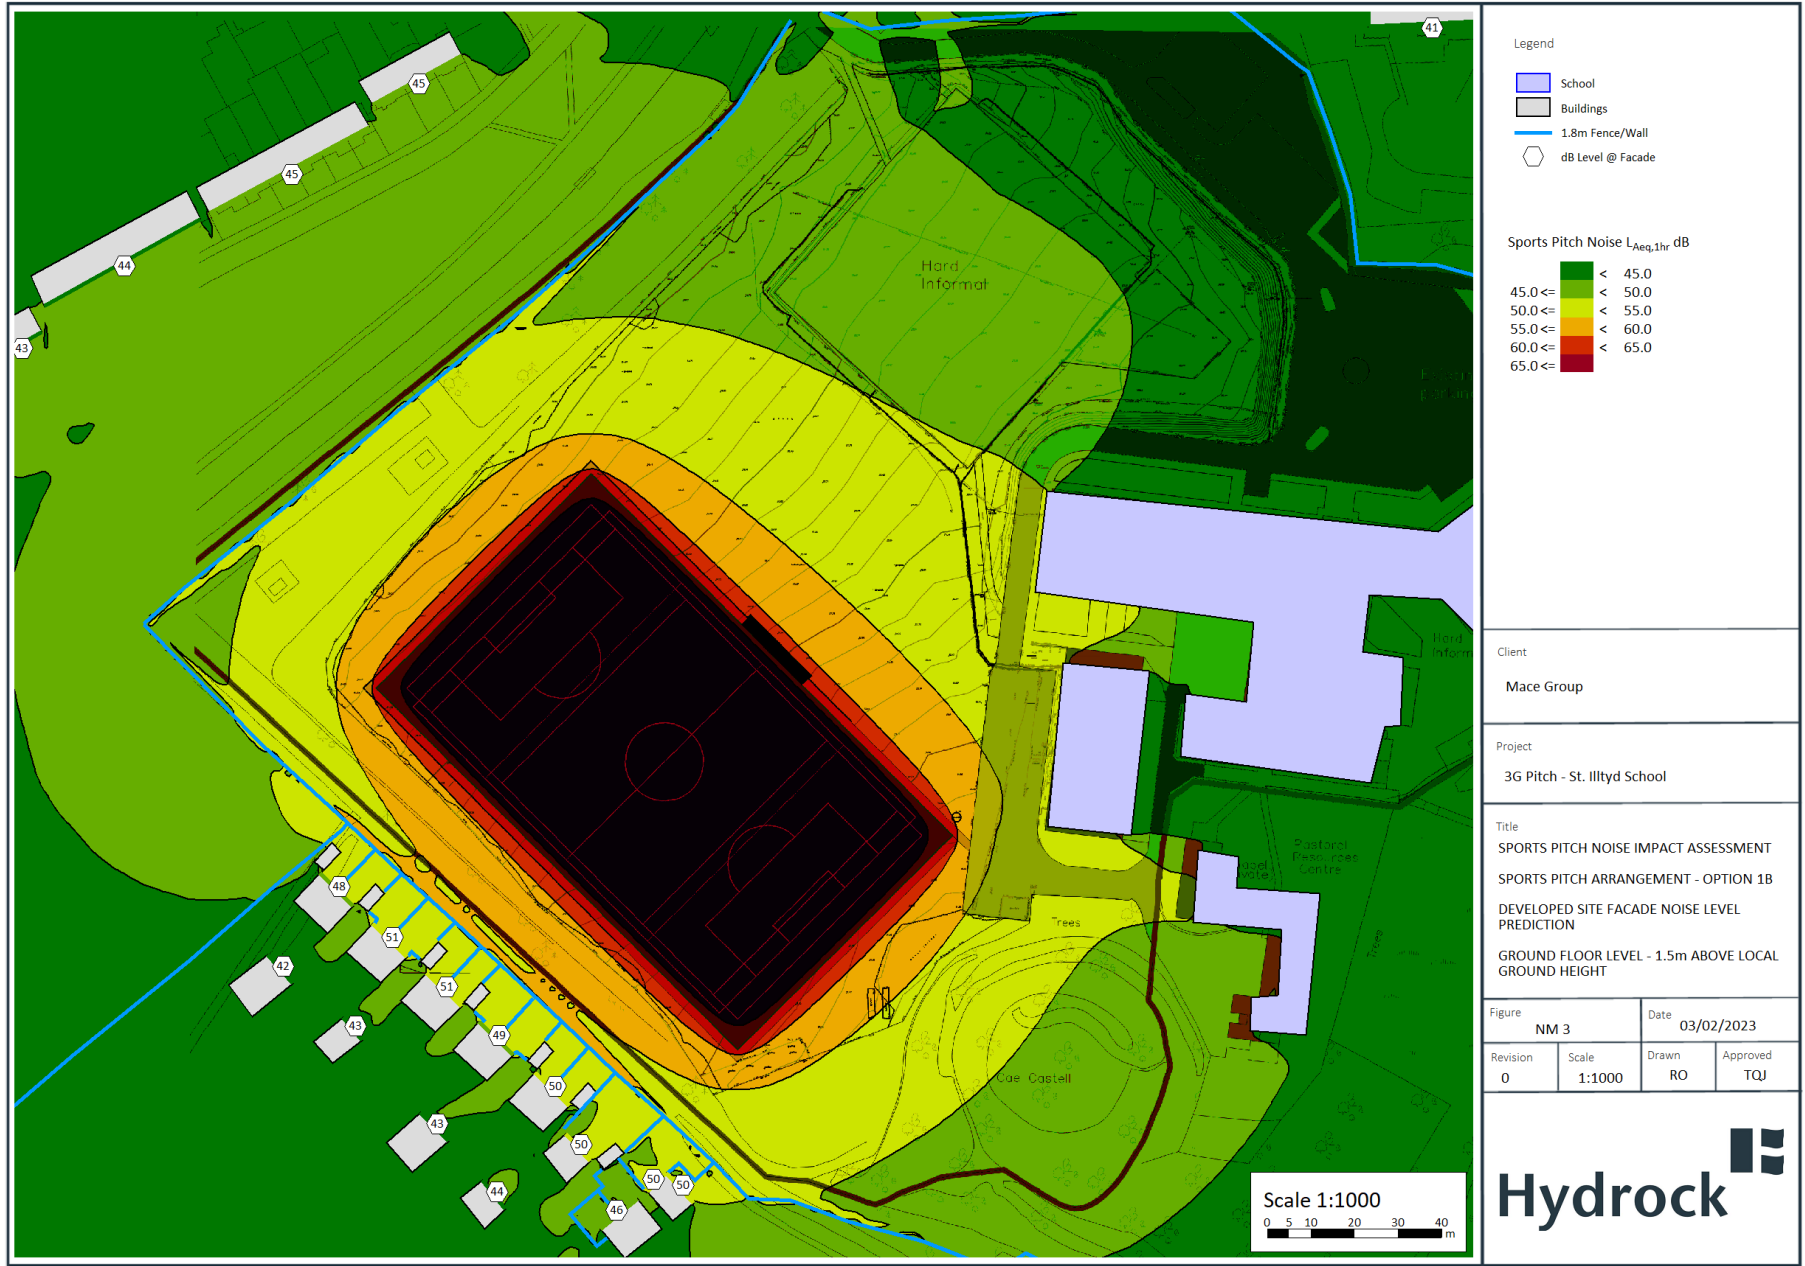 41
45
45
44
43
Hard
Informal
Hard
Inform
Pastoral
Resources
Centre
Trees
Trees
Cae Castell
48
51
42
51
43
49
50
43
50
50
50
44
46
Scale 1:1000
0 5 10 20 30 40
m
Legend
School
Buildings
1.8m Fence/Wall
dB Level @ Facade
Sports Pitch Noise LAeq,1hr dB
< 45.0
45.0 <= < 50.0
50.0 <= < 55.0
55.0 <= < 60.0
60.0 <= < 65.0
65.0 <=
Client
Mace Group
Project
3G Pitch - St. Illtyd School
Title
SPORTS PITCH NOISE IMPACT ASSESSMENT
SPORTS PITCH ARRANGEMENT - OPTION 1B
DEVELOPED SITE FACADE NOISE LEVEL
PREDICTION
GROUND FLOOR LEVEL - 1.5m ABOVE LOCAL
GROUND HEIGHT
Figure
NM 3
Date
03/02/2023
Revision
0
Scale
1:1000
Drawn
RO
Approved
TQJ
Hydrock